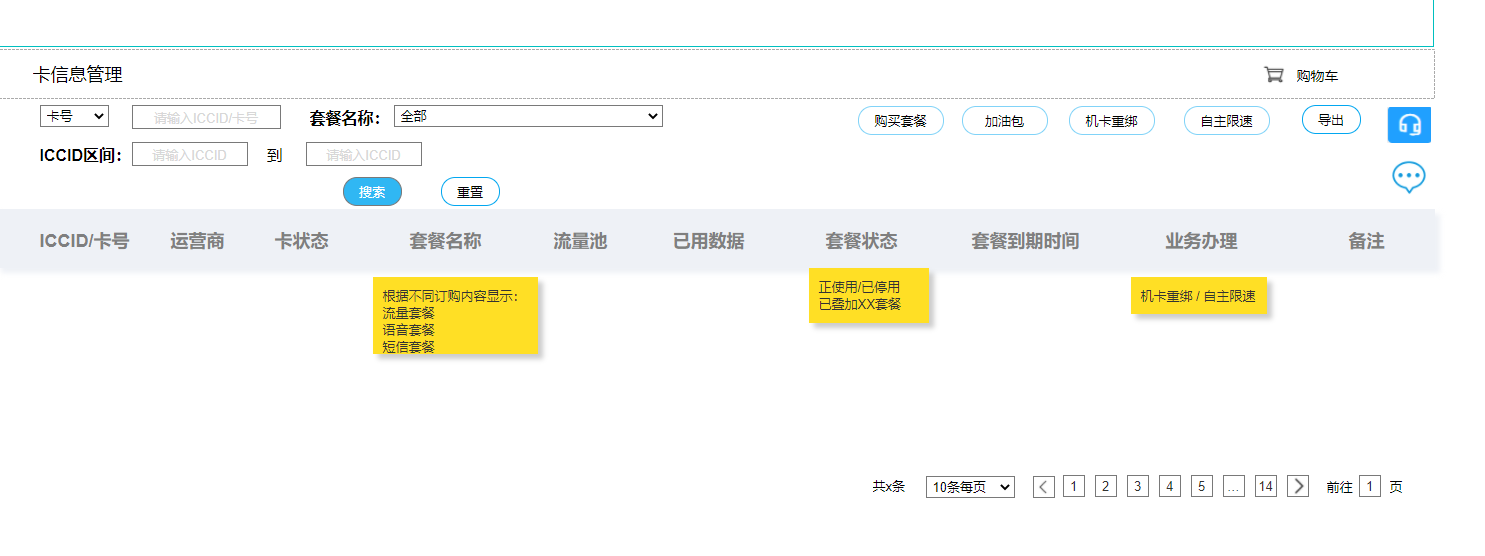 卡信息管理 购物车
卡号 请输入ICCID/卡号 套餐名称： 全部 购买套餐 加油包 机卡重绑 自主限速 导出
ICCID区间： 请输入ICCID 到 请输入ICCID
搜索 重置
ICCID/卡号 运营商 卡状态 套餐名称 流量池 已用数据 套餐状态 套餐到期时间 业务办理 备注
根据不同订购内容显示：
流量套餐
语音套餐
短信套餐
正使用/已停用
已叠加XX套餐
机卡重绑 / 自主限速
共x条 10条每页 1 2 3 4 5 ... 14 前往 1 页